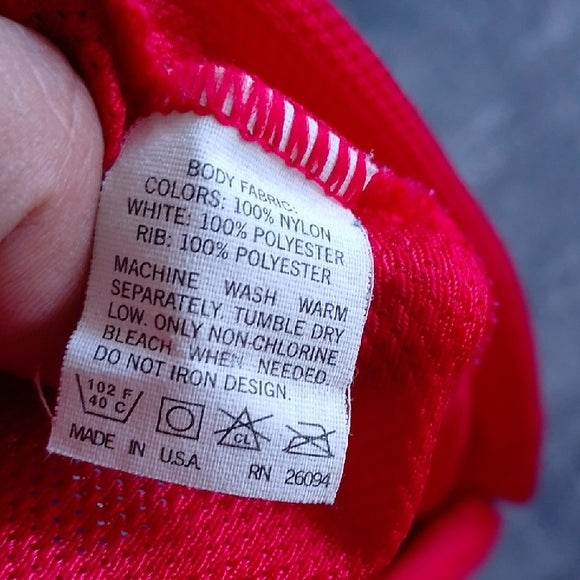 BODY FABRIC:
COLORS: 100% NYLON
WHITE: 100% POLYESTER
RIB: 100% POLYESTER
MACHINE WASH WARM
SEPARATELY. TUMBLE DRY
LOW. ONLY NON-CHLORINE
BLEACH WHEN NEEDED.
DO NOT IRON DESIGN.
102 F
40 C
CL
MADE IN U.S.A.
RN 26094